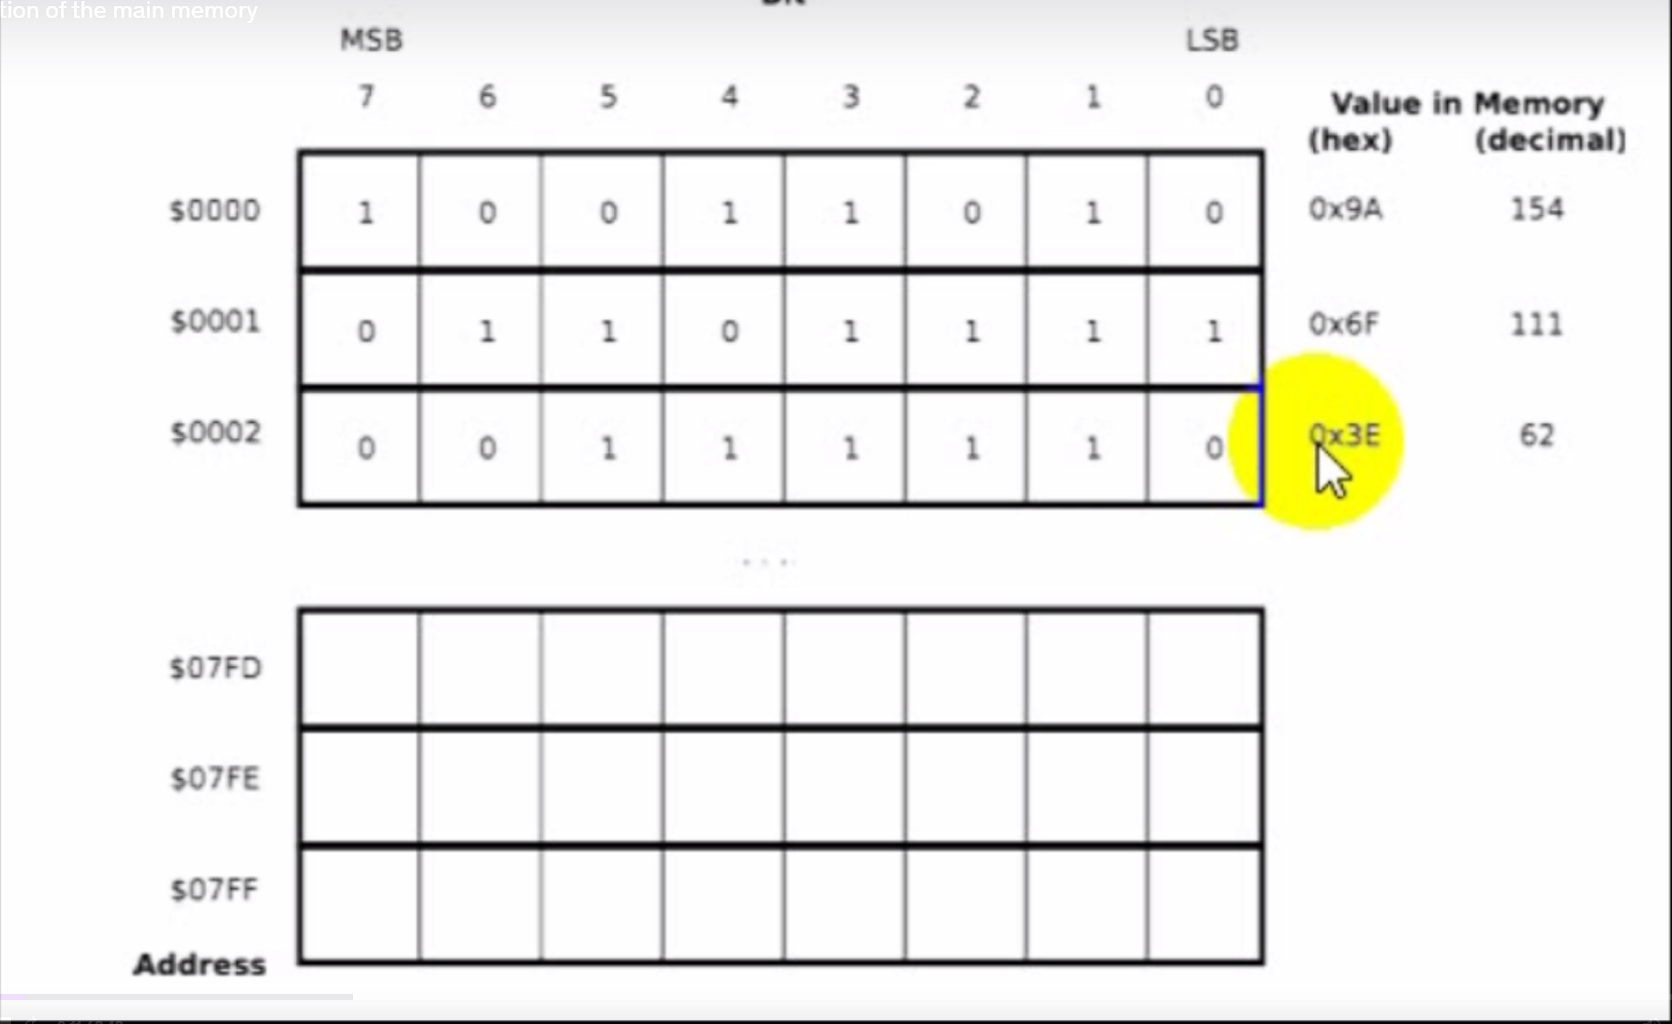 tion of the main memory
MSB LSB
7 6 5 4 3 2 1 0
Value in Memory
(hex) (decimal)
$0000 1 0 0 1 1 0 1 0 0x9A 154
$0001 0 1 1 0 1 1 1 1 0x6F 111
$0002 0 0 1 1 1 1 1 0 0x3E 62
. . .
$07FD
$07FE
$07FF
Address